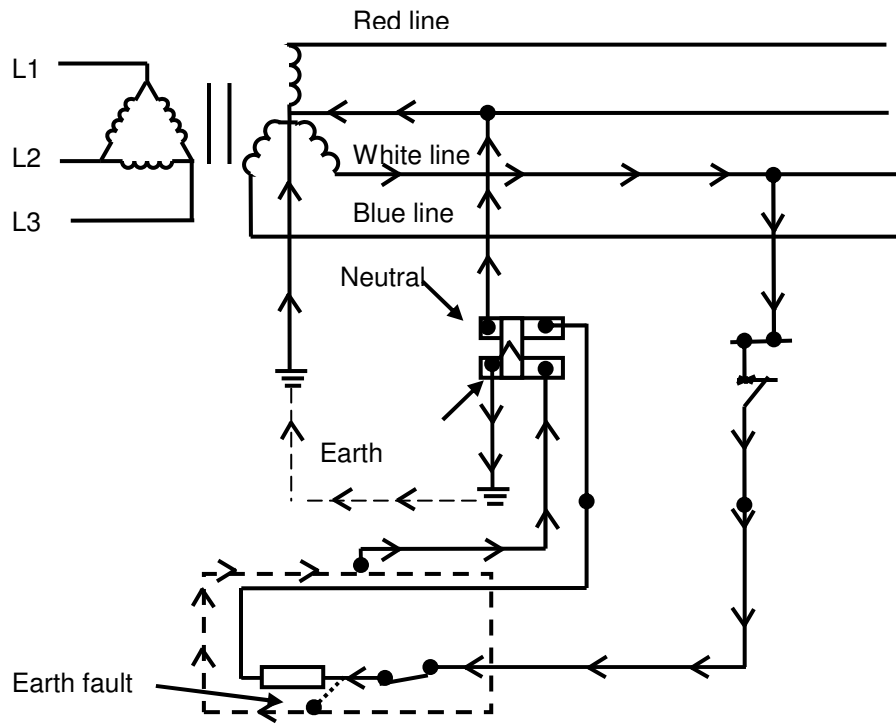 Red line
L1
L2
White line
L3
Blue line
Neutral
Earth
Earth fault